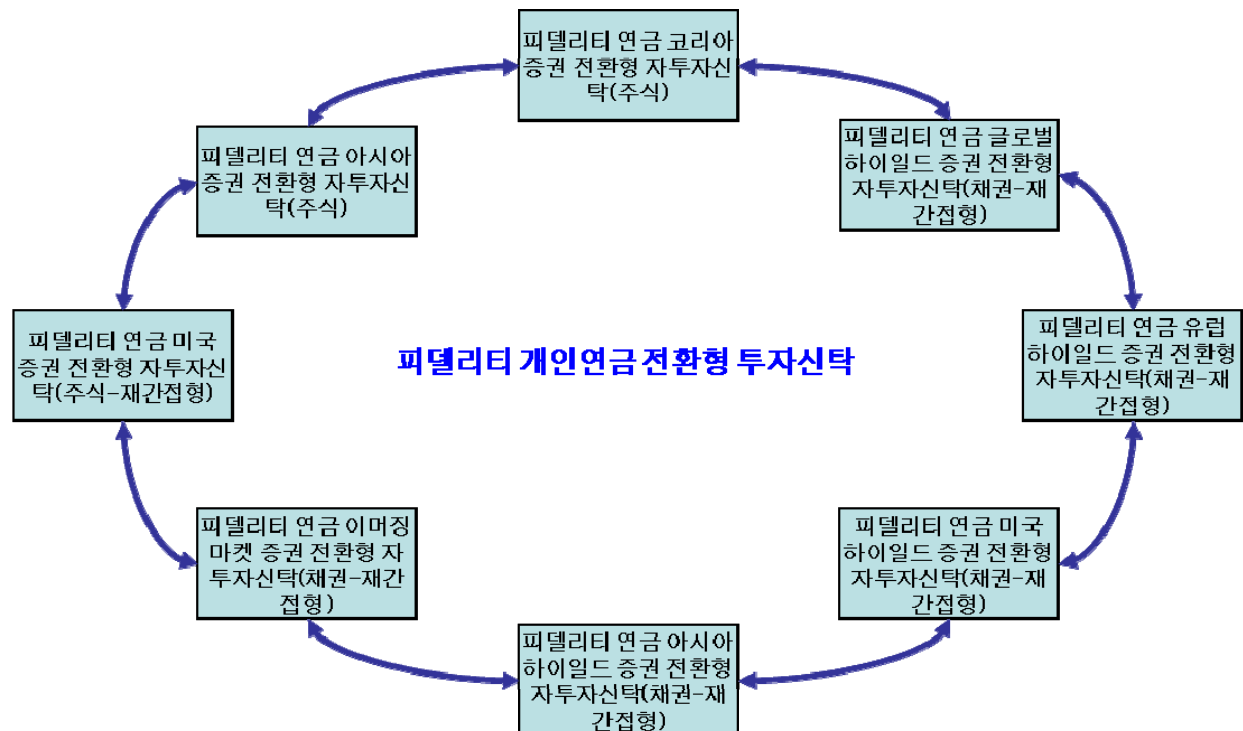 피델리티 연금 코리아
증권 전환형 자투자신
탁(주식)
피델리티 연금 글로벌
하이일드 증권 전환형
자투자신탁(채권-재
간접형)
피델리티 연금 아시아
증권 전환형 자투자신
탁(주식)
피델리티 연금 유럽
하이일드 증권 전환형
자투자신탁(채권-재
간접형)
피델리티 연금 미국
증권 전환형 자투자신
탁(주식-재간접형)
피델리티 개인연금 전환형 투자신탁
피델리티 연금 미국
하이일드 증권 전환형
자투자신탁(채권-재
간접형)
피델리티 연금 이머징
마켓 증권 전환형 자
투자신탁(채권-재간
접형)
피델리티 연금 아시아
하이일드 증권 전환형
자투자신탁(채권-재
간접형)